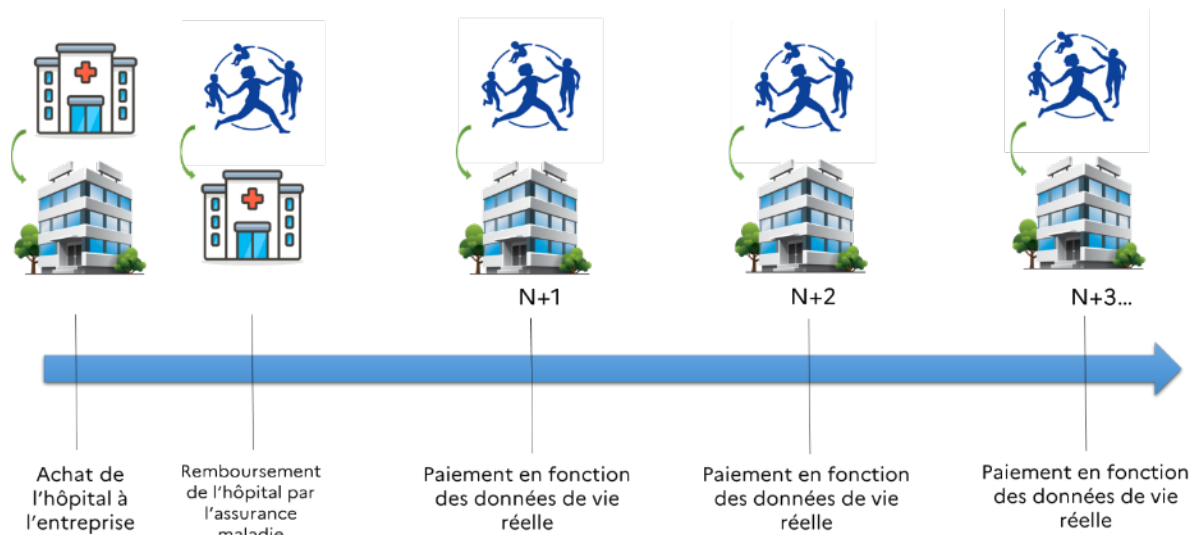 N+1
N+2
N+3...
Achat de
l'hôpital à
l'entreprise
Remboursement
de l'hôpital par
l'assurance
maladie
Paiement en fonction
des données de vie
réelle
Paiement en fonction
des données de vie
réelle
Paiement en fonction
des données de vie
réelle